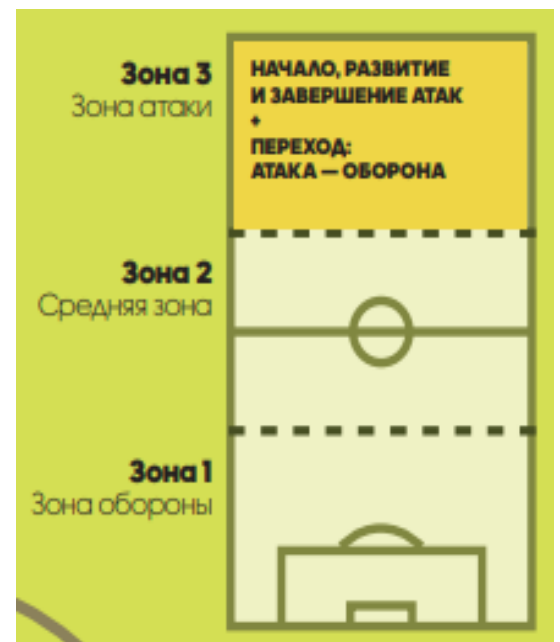 Зона 3
Зона атаки
НАЧАЛО, РАЗВИТИЕ
И ЗАВЕРШЕНИЕ АТАК
+
ПЕРЕХОД:
АТАКА — ОБОРОНА
Зона 2
Средняя зона
Зона 1
Зона обороны